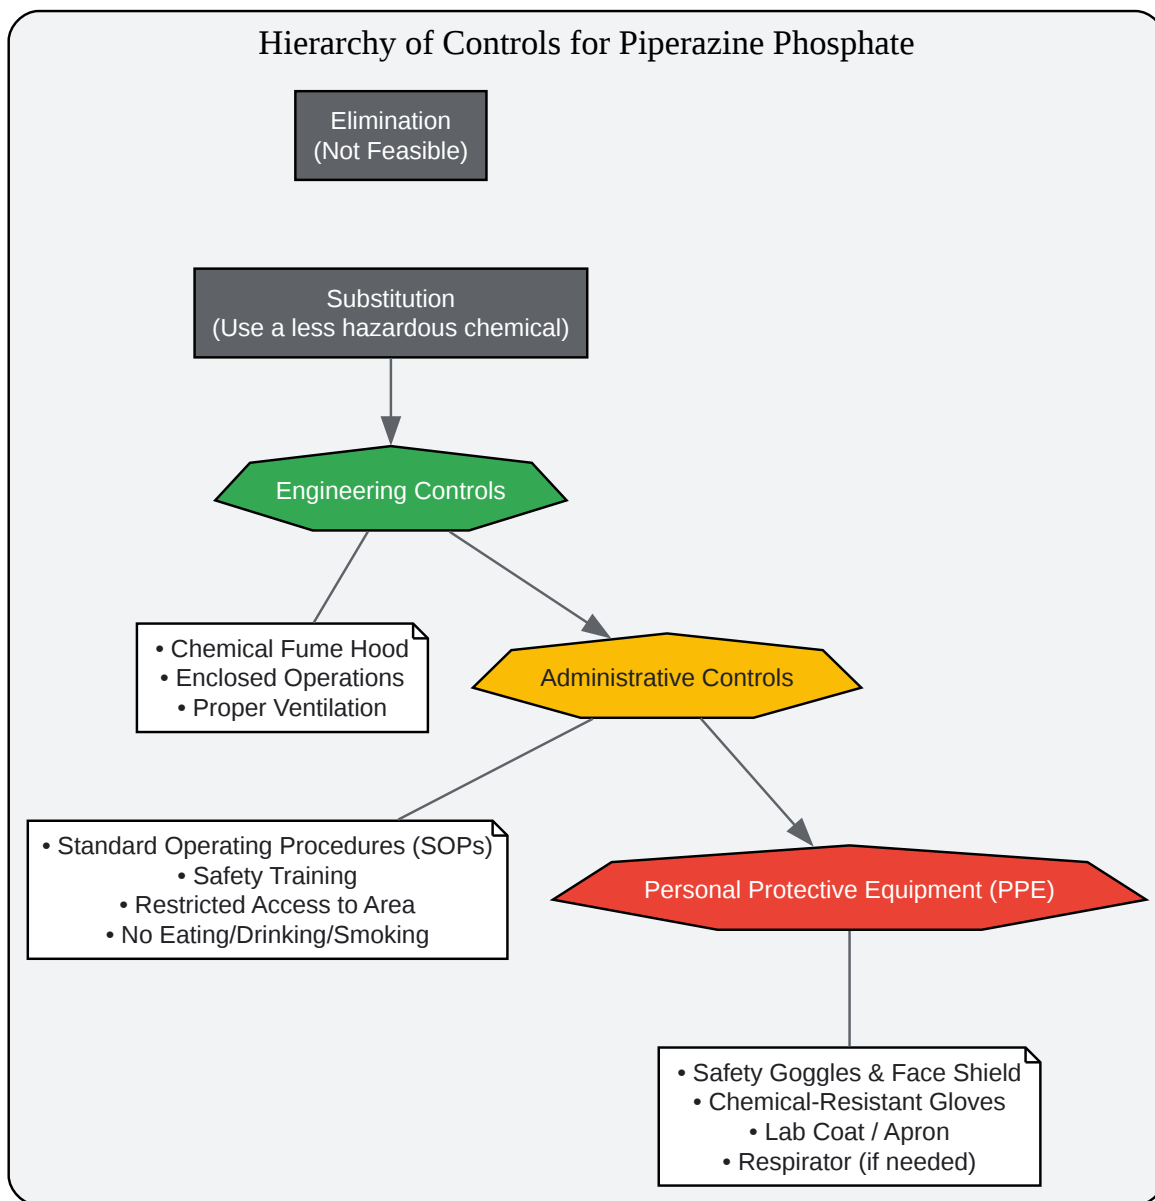 Hierarchy of Controls for Piperazine Phosphate
Elimination
(Not Feasible)
Substitution
(Use a less hazardous chemical)
Engineering Controls
• Chemical Fume Hood
• Enclosed Operations
• Proper Ventilation
Administrative Controls
• Standard Operating Procedures (SOPs)
• Safety Training
• Restricted Access to Area
• No Eating/Drinking/Smoking
Personal Protective Equipment (PPE)
• Safety Goggles & Face Shield
• Chemical-Resistant Gloves
• Lab Coat / Apron
• Respirator (if needed)